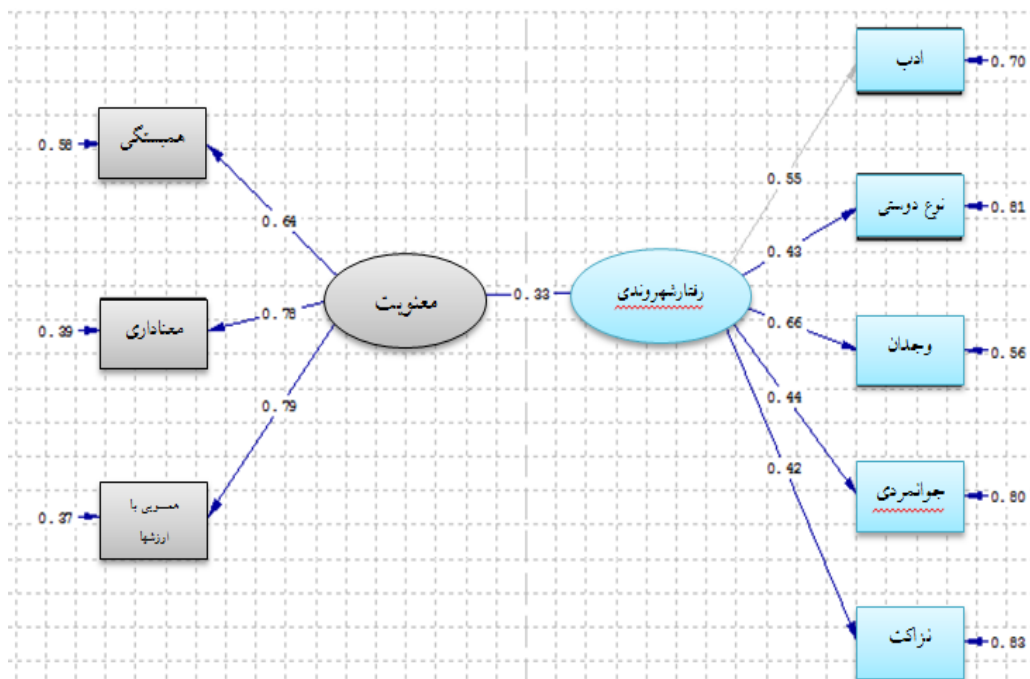 ادب
0.70
همبستگی
0.58
0.64
0.55
نوع دوستی
0.81
0.43
معنویت
0.33
رفتارشهروندی
معناداری
0.39
0.78
0.66
وجدان
0.56
0.79
0.44
0.42
همسویی با
ارزشها
0.37
جوانمردی
0.80
نزاکت
0.83